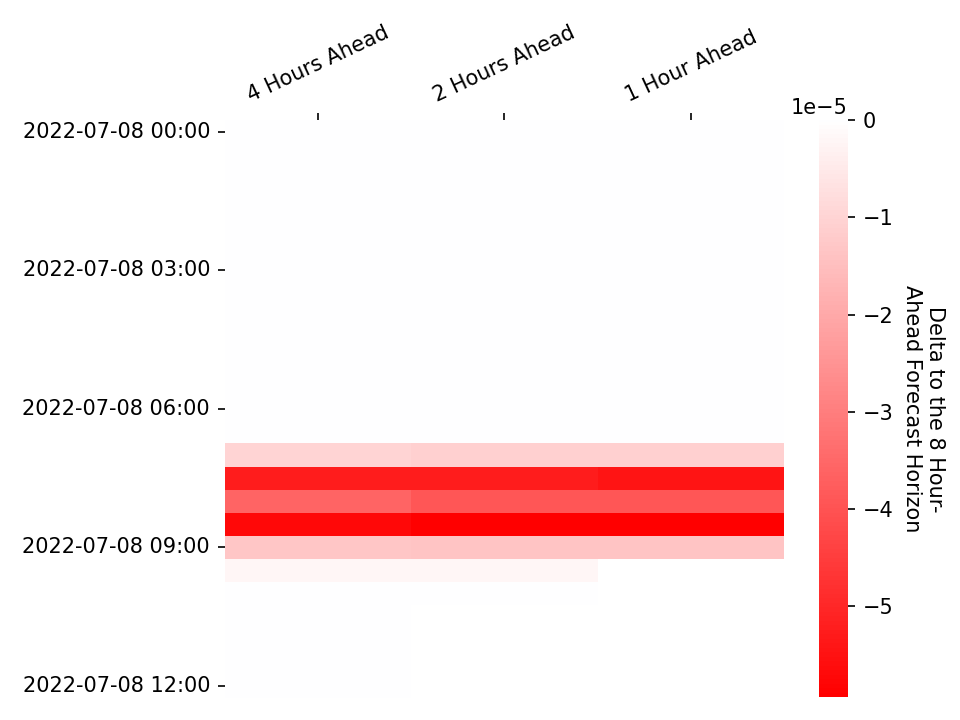 4 Hours Ahead
2 Hours Ahead
1 Hour Ahead
1e−5
2022-07-08 00:00
2022-07-08 03:00
2022-07-08 06:00
2022-07-08 09:00
2022-07-08 12:00
0
−1
−2
−3
−4
−5
Delta to the 8 Hour-
Ahead Forecast Horizon